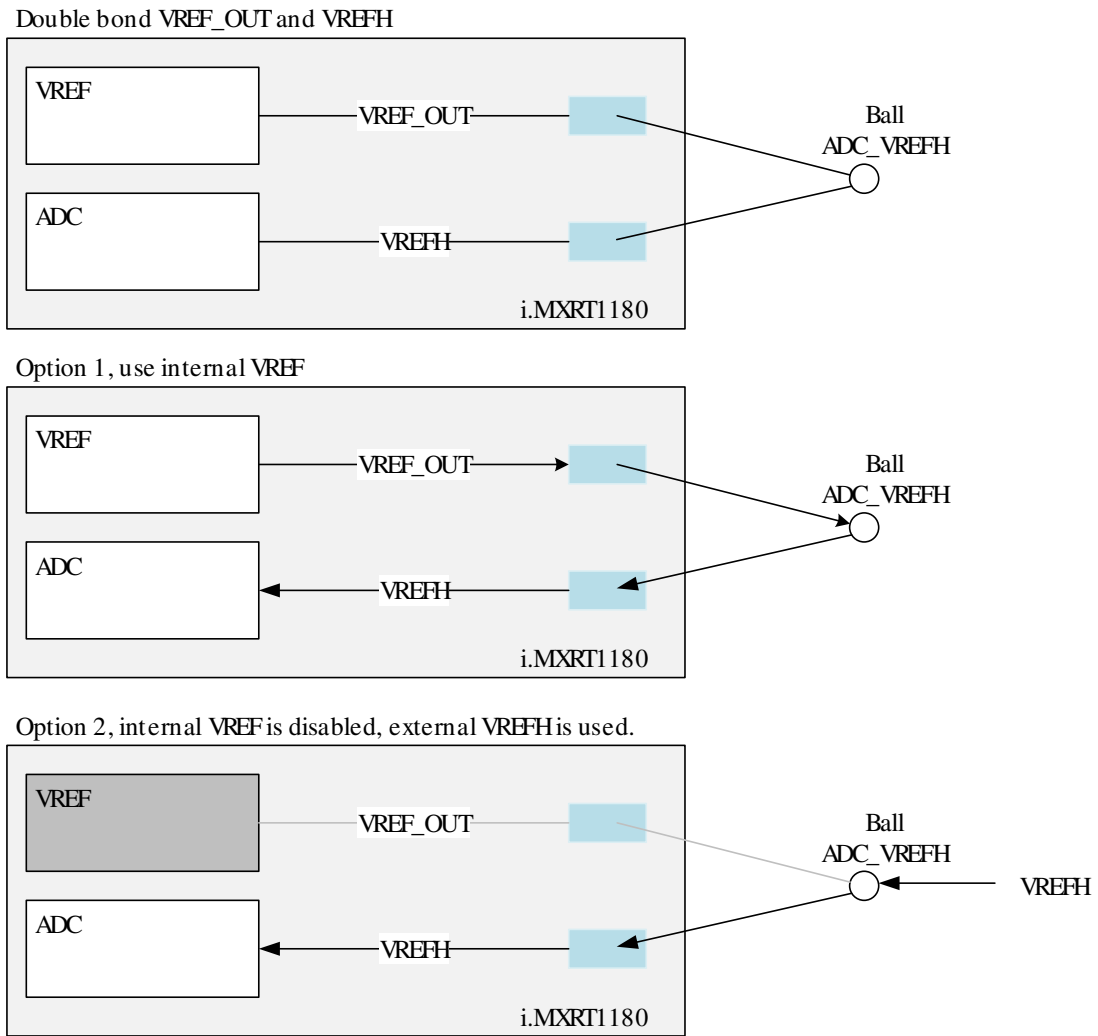 Double bond VREF_OUT and VREFH
VREF
VREF_OUT
Ball
ADC_VREFH
ADC
VREFH
i.MXRT1180
Option 1, use internal VREF
VREF
VREF_OUT
Ball
ADC_VREFH
ADC
VREFH
i.MXRT1180
Option 2, internal VREF is disabled, external VREFH is used.
VREF
VREF_OUT
Ball
ADC_VREFH
VREFH
ADC
VREFH
i.MXRT1180